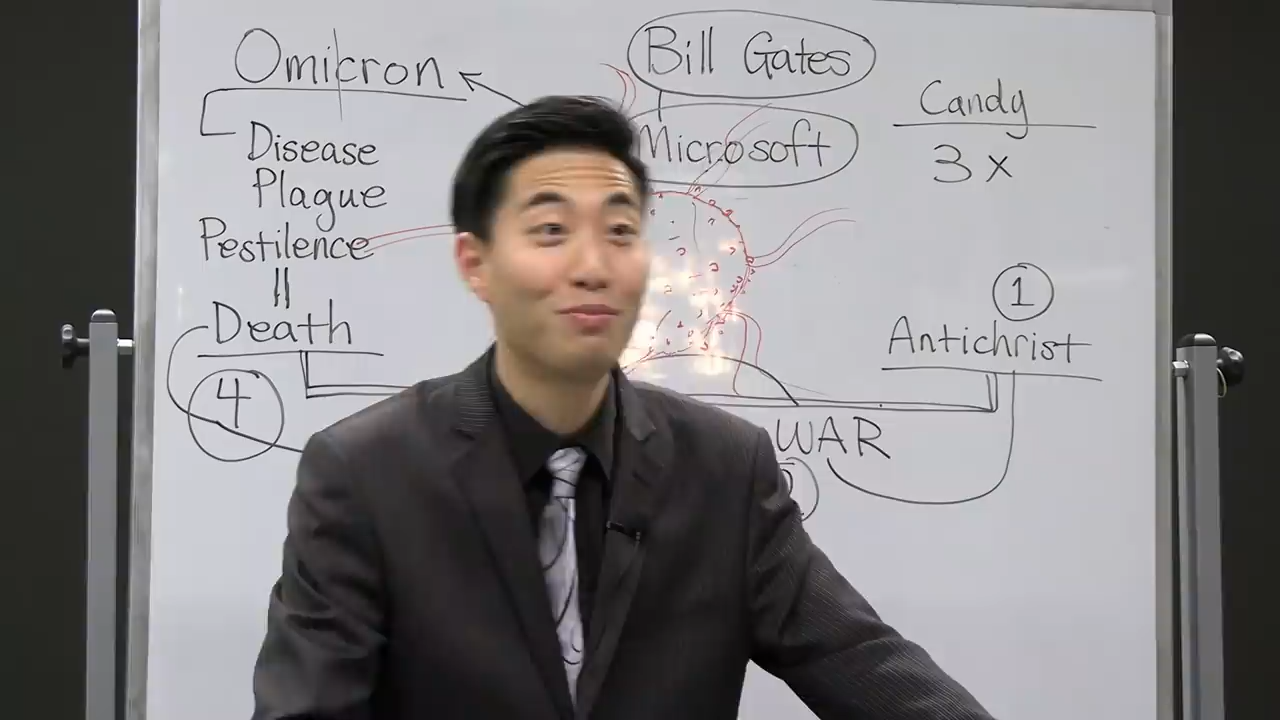 Omicron
Disease
Plague
Pestilence
Death
4
Bill Gates
Microsoft
Candy
3 x
1
Antichrist
WAR